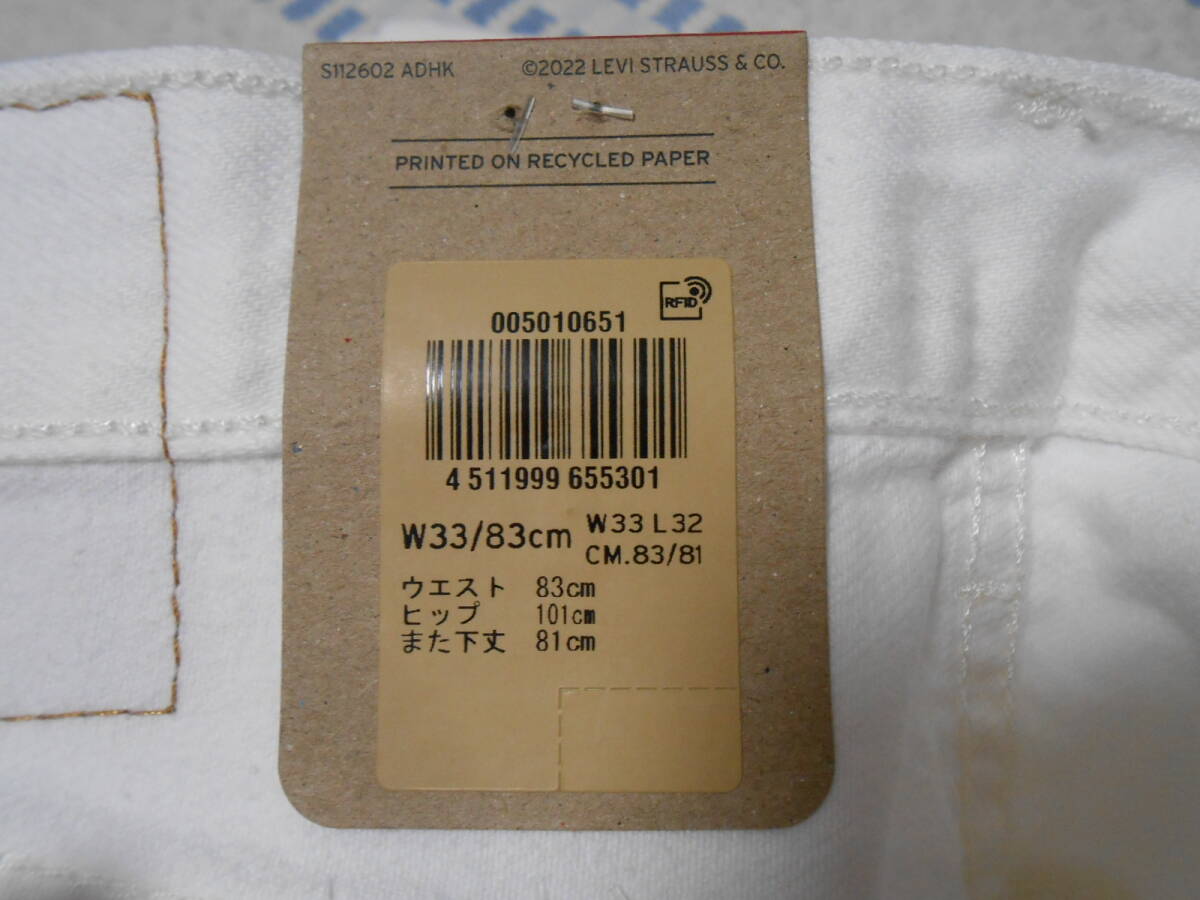 S112602 ADHK ©2022 LEVI STRAUSS & CO.
PRINTED ON RECYCLED PAPER
RFID
005010651
4 511999 655301
W33/83cm W33 L32
CM.83/81
ウエスト 83cm
ヒップ 101cm
また下丈 81cm